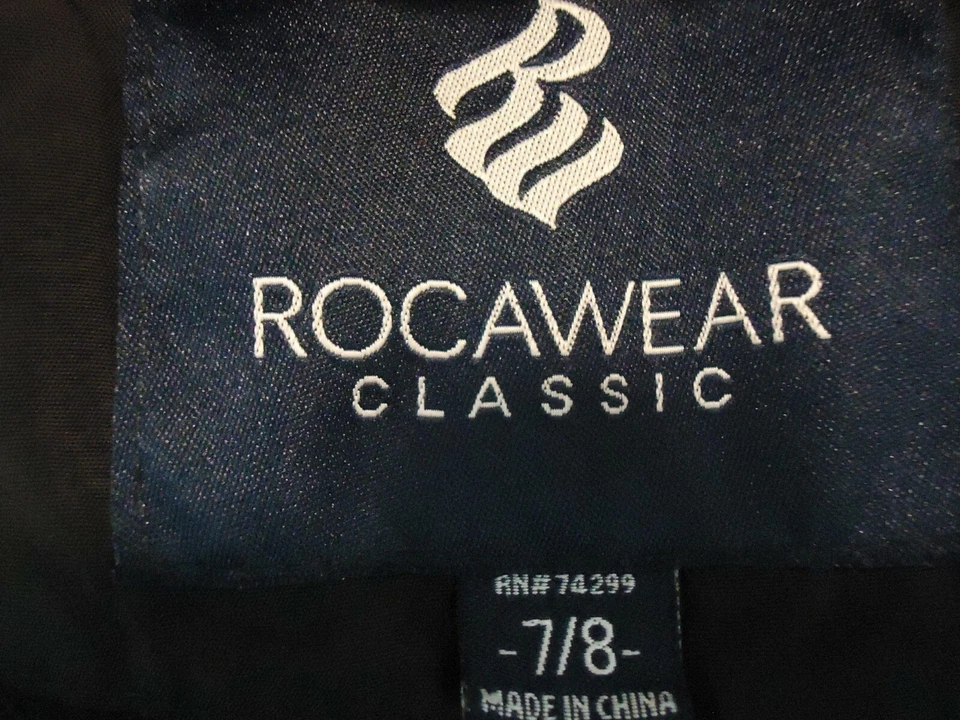 ROCAWEAR
CLASSIC
RN# 74299
-7/8-
MADE IN CHINA